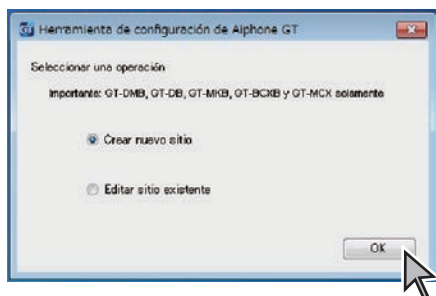 Herramienta de configuración de Aiphone GT
Seleccionar una operación
Importante: GT-DMB, GT-DB, GT-MKB, GT-BCXB y GT-MCX solamente
Crear nuevo sitio
Editar sitio existente
OK